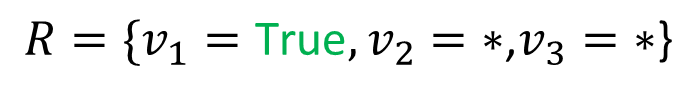 R = {v₁ = True, v₂ = *,v₃ = *}